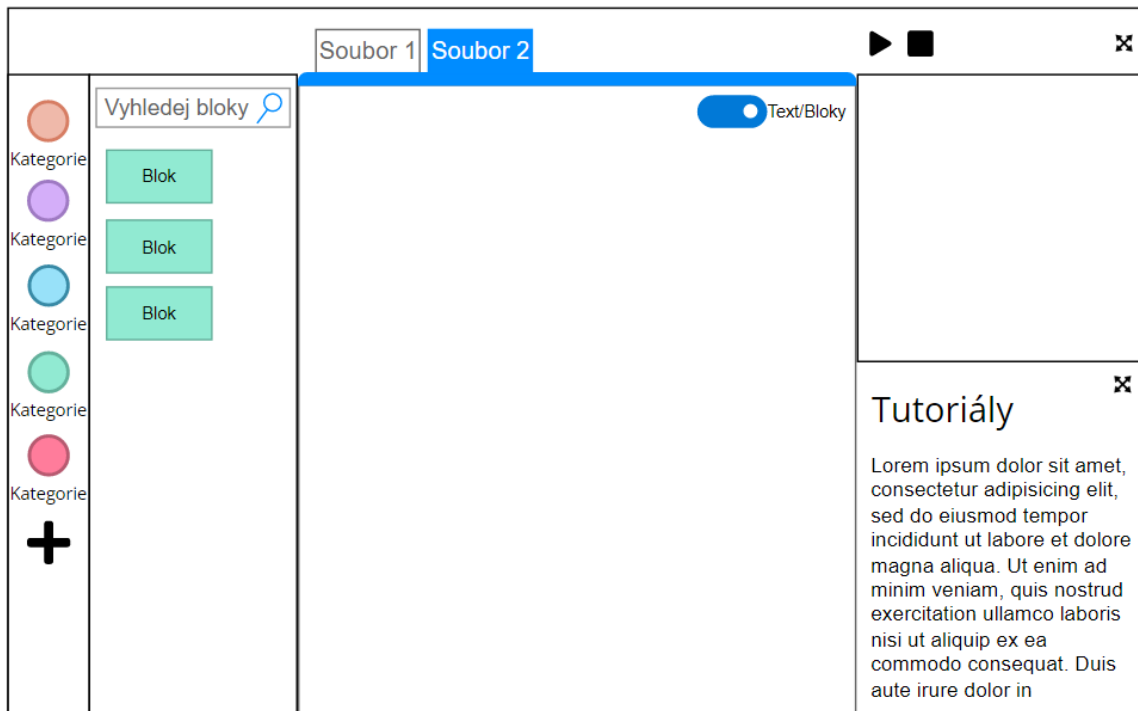 Soubor 1
Soubor 2
Vyhledej bloky
Text/Bloky
Kategorie
Kategorie
Kategorie
Kategorie
Kategorie
Blok
Blok
Blok
Tutoriály
Lorem ipsum dolor sit amet,
consectetur adipisicing elit,
sed do eiusmod tempor
incididunt ut labore et dolore
magna aliqua. Ut enim ad
minim veniam, quis nostrud
exercitation ullamco laboris
nisi ut aliquip ex ea
commodo consequat. Duis
aute irure dolor in